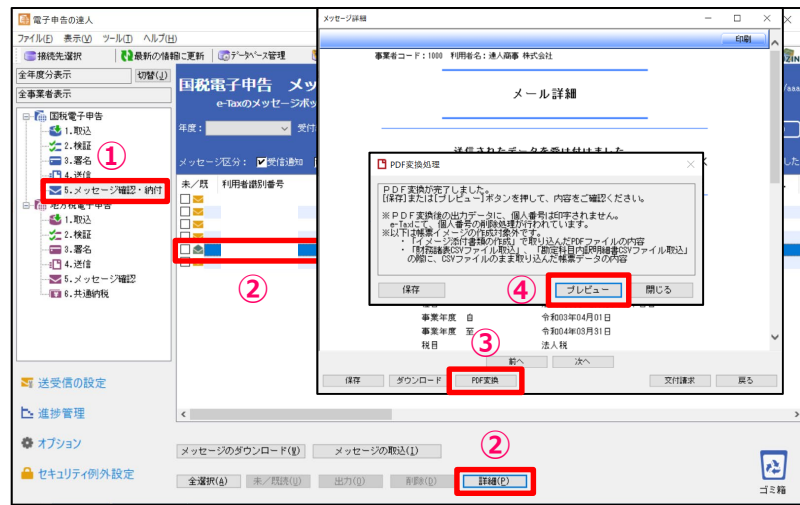 電子申告の達人
ファイル(F) 表示(V) ツール(T) ヘルプ(H)
接続先選択 最新の情報に更新 データベース管理
全年度分表示 切替(J)
全事業者表示
国税電子申告
1.取込
2.検証
3.署名
4.送信
5.メッセージ確認・納付
地方税電子申告
1.取込
2.検証
3.署名
4.送信
5.メッセージ確認
6.共通納税
①
送受信の設定
進捗管理
オプション
セキュリティ例外設定
国税電子申告 メッ
e-Taxのメッセージボッ
年度: 受付
メッセージ区分: 受信通知
未/既 利用者識別番号
②
メッセージのダウンロード(W) メッセージの取込(I)
②
全選択(A) 未/既読(U) 出力(O) 削除(D) 詳細(P)
ゴミ箱
メッセージ詳細
印刷
事業者コード:1000 利用者名:達人商事 株式会社
メール詳細
送信されたデータを受け付けました
PDF変換処理
PDF変換が完了しました。
[保存]または[プレビュー]ボタンを押して、内容をご確認ください。
※PDF変換後の出力データに、個人番号は印字されません。
e-Taxにて、個人番号の削除処理が行われています。
※以下は帳票イメージの作成対象外です。
・「イメージ添付書類の作成」で取り込んだPDFファイルの内容
・「財務諸表CSVファイル取込」、「勘定科目内訳明細書CSVファイル取込」
の際に、CSVファイルのまま取り込んだ帳票データの内容
④
保存 プレビュー 閉じる
事業年度 自 令和03年04月01日
事業年度 至 令和04年03月31日
税目 法人税
③
前へ 次へ
保存 ダウンロード PDF変換 交付請求 戻る